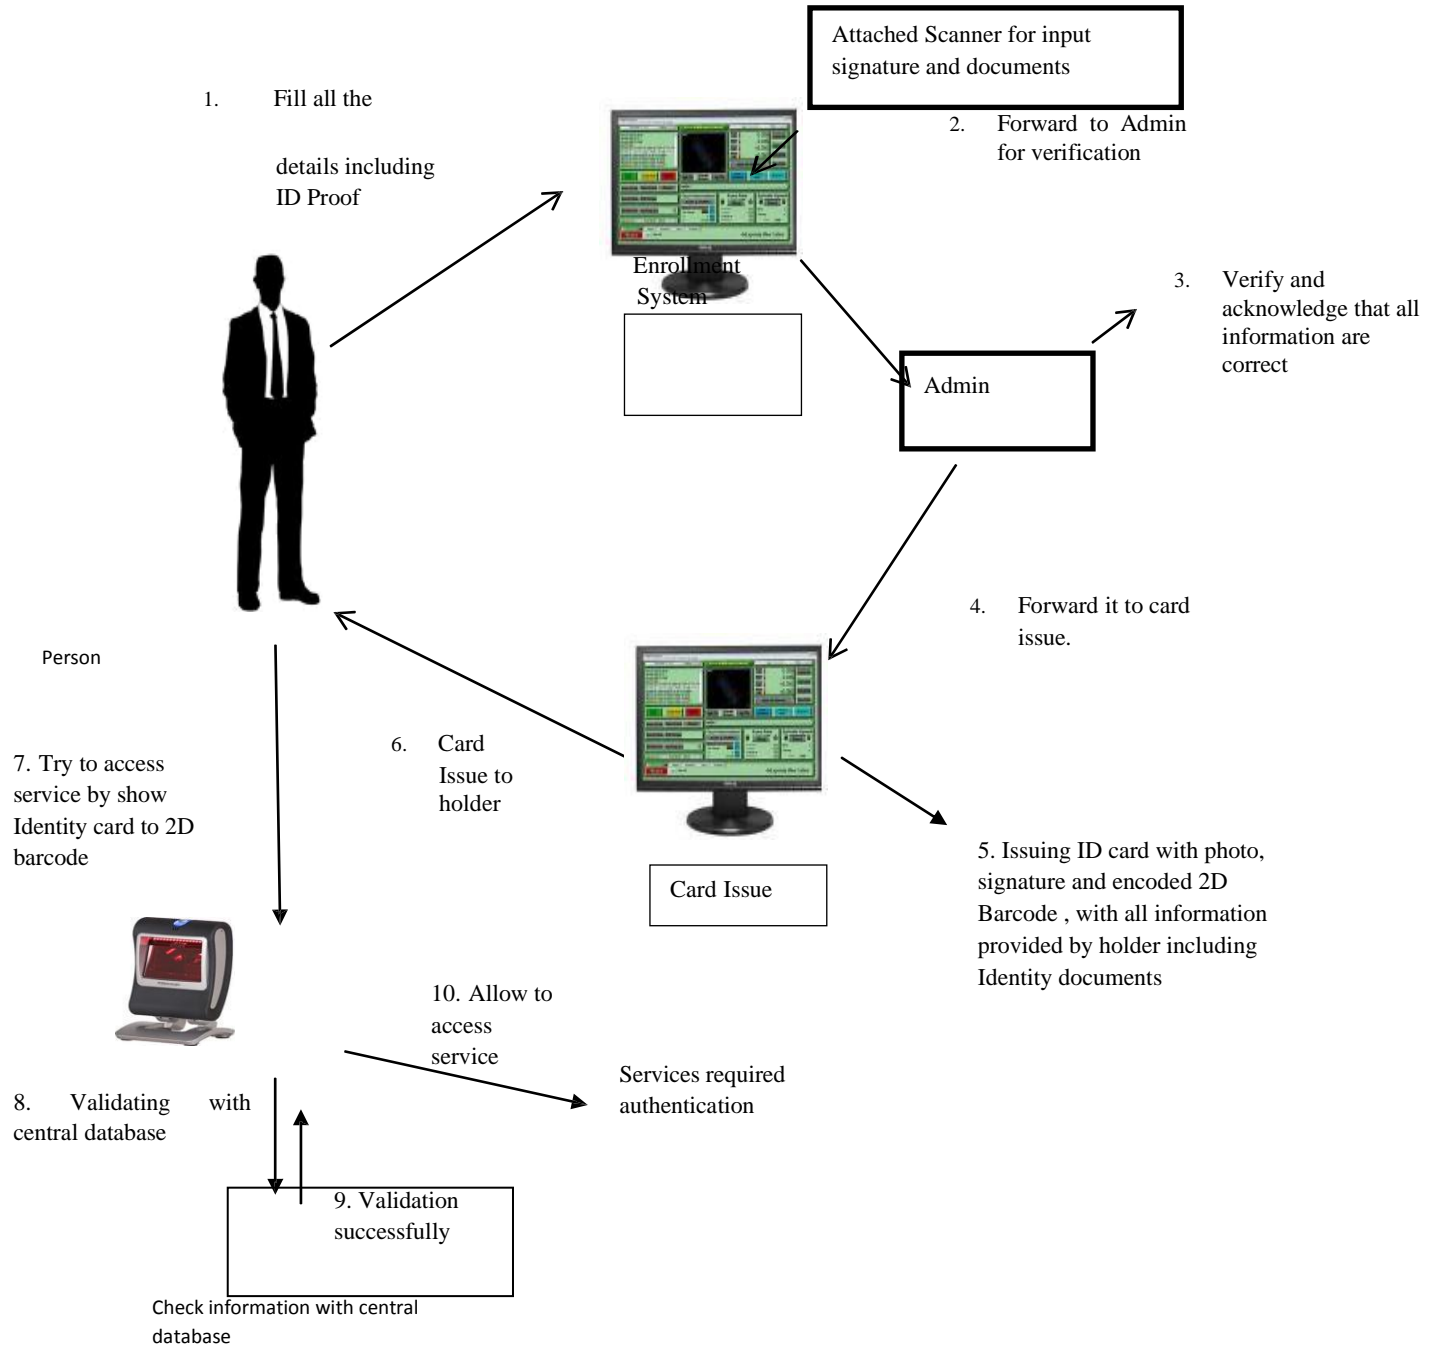 Attached Scanner for input
signature and documents
1. Fill all the
details including
ID Proof
2. Forward to Admin
for verification
Enrollment
System
3. Verify and
acknowledge that all
information are
correct
Admin
4. Forward it to card
issue.
Person
6. Card
Issue to
holder
7. Try to access
service by show
Identity card to 2D
barcode
Card Issue
5. Issuing ID card with photo,
signature and encoded 2D
Barcode , with all information
provided by holder including
Identity documents
10. Allow to
access
service
Services required
authentication
8. Validating with
central database
9. Validation
successfully
Check information with central
database